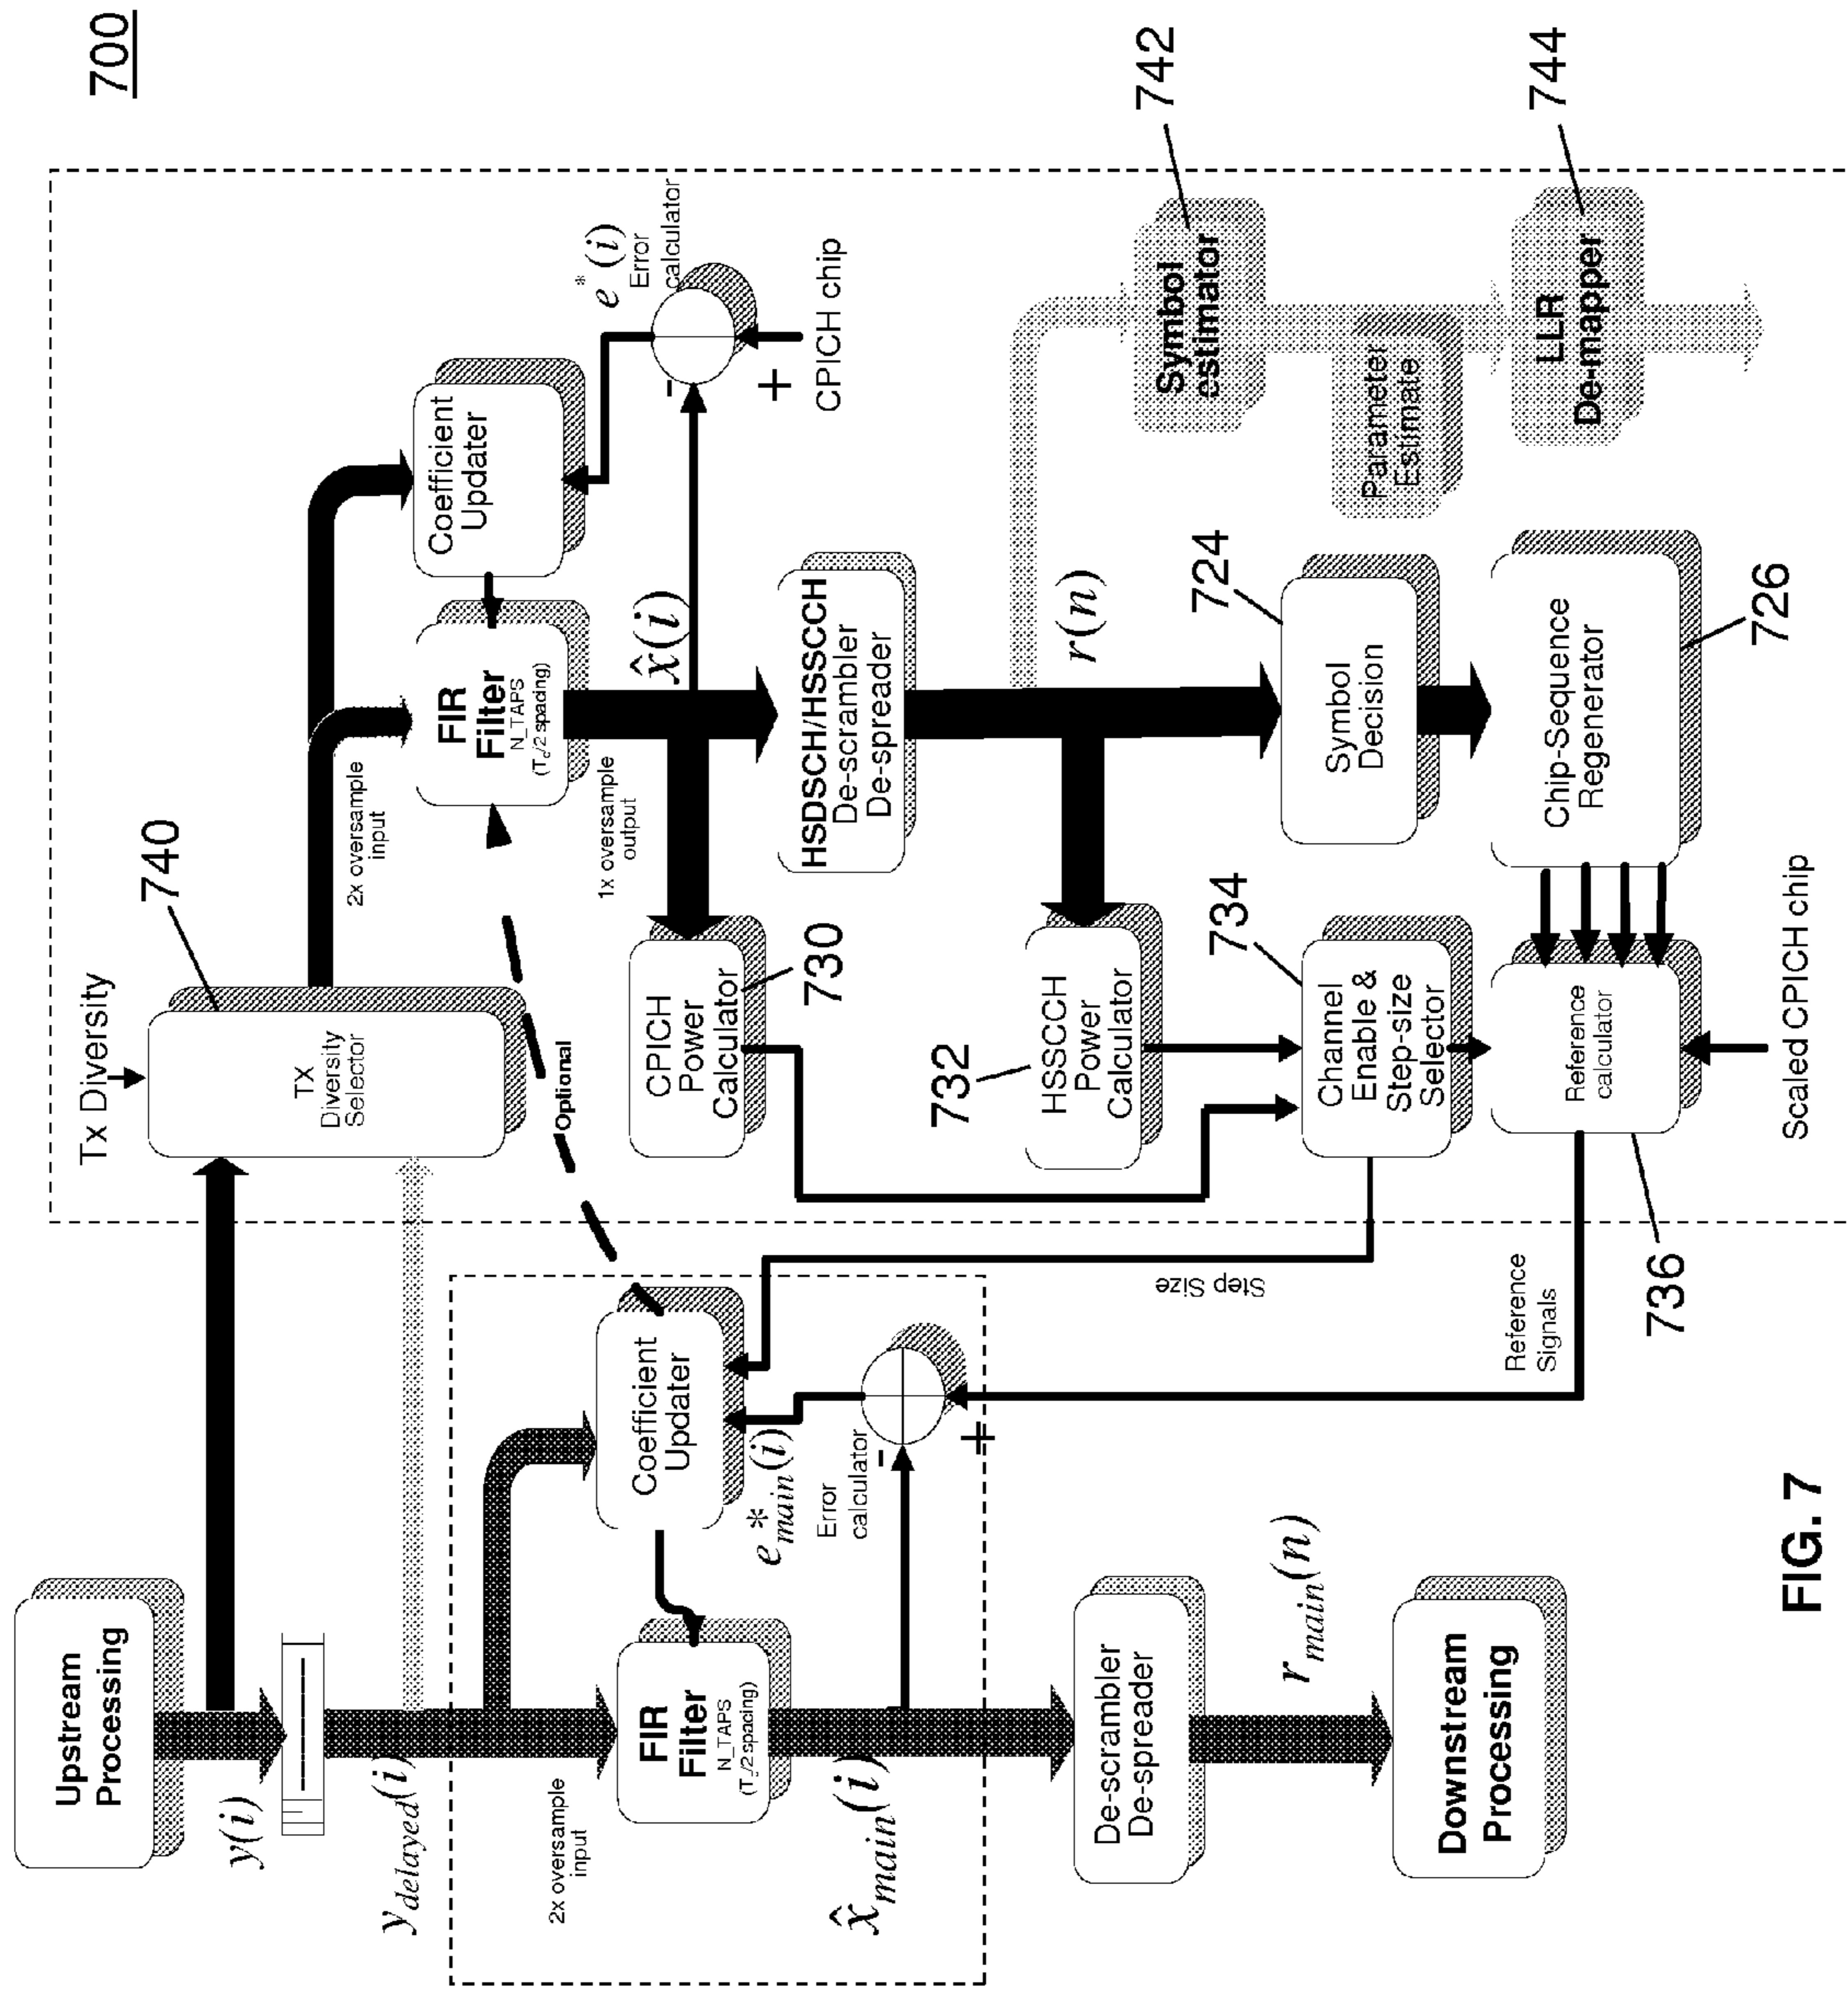 700
Upstream
Processing
y(i)
y_delayed(i)
Tx Diversity
TX
Diversity
Selector
740
2x oversample
input
Coefficient
Updater
FIR
Filter
N_TAPS
(T_c/2 spacing)
1x oversample
output
x̂(i)
e*(i)
Error
calculator
-
+
CPICH chip
Optional
CPICH
Power
Calculator
730
HSDSCH/HSSCCH
De-scrambler
De-spreader
r(n)
Symbol
estimator
742
Parameter
Estimate
LLR
De-mapper
744
732
HSSCCH
Power
Calculator
724
Symbol
Decision
734
Channel
Enable &
Step-size
Selector
Chip-Sequence
Regenerator
726
Reference
calculator
736
Scaled CPICH chip
Step Size
Reference
Signals
2x oversample
input
Coefficient
Updater
FIR
Filter
N_TAPS
(T_c/2 spacing)
e*_main(i)
Error
calculator
-
+
x̂_main(i)
De-scrambler
De-spreader
r_main(n)
Downstream
Processing
FIG. 7